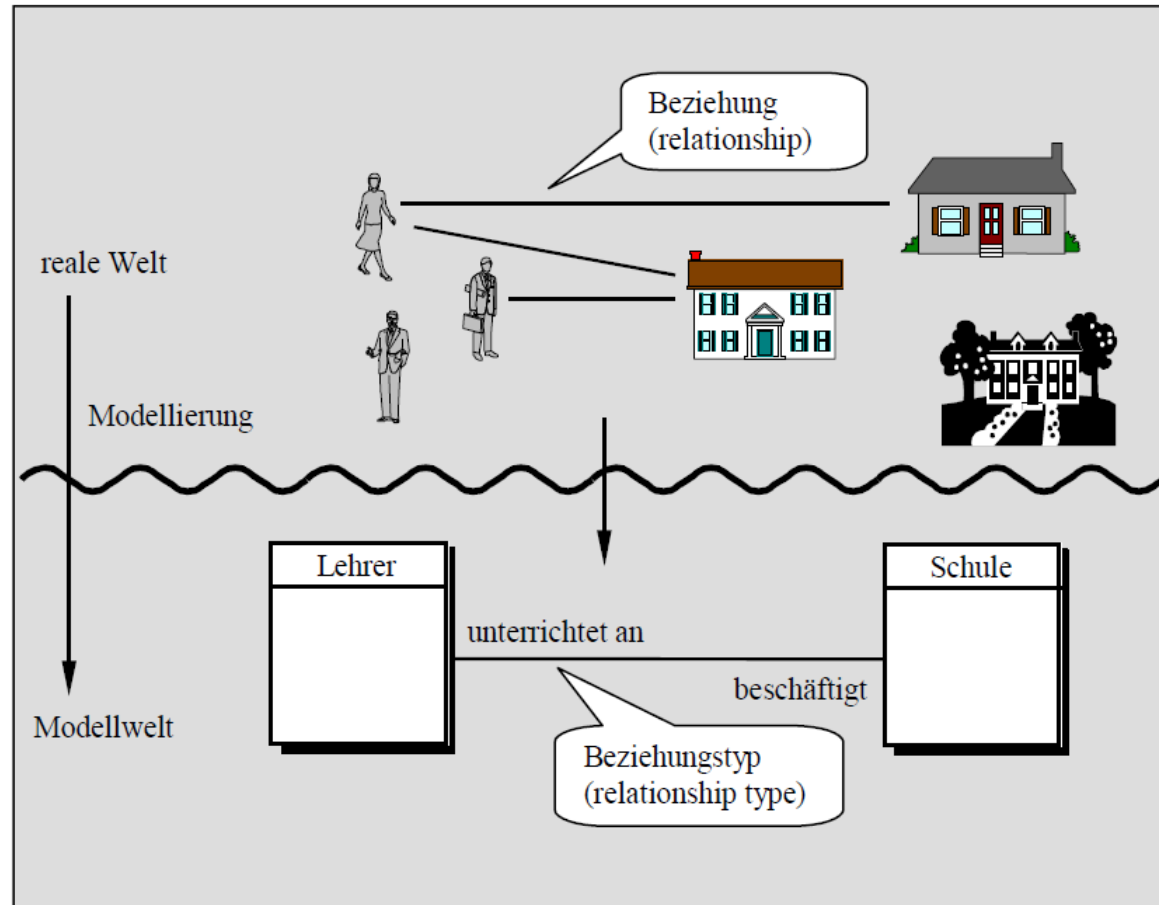 Beziehung
(relationship)
reale Welt
Modellierung
Lehrer
Schule
unterrichtet an
beschäftigt
Modellwelt
Beziehungstyp
(relationship type)